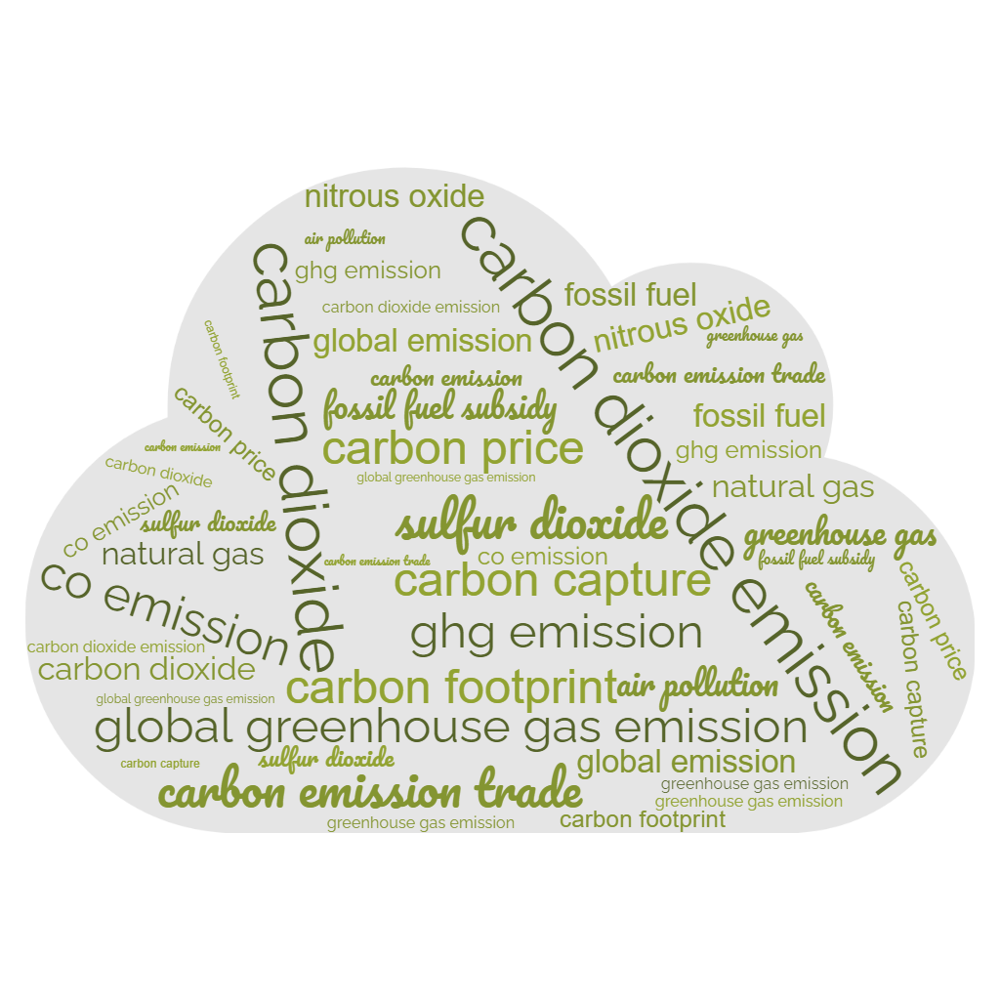 nitrous oxide
air pollution
ghg emission
carbon dioxide emission
carbon dioxide
carbon dioxide emission
fossil fuel
nitrous oxide
greenhouse gas
global emission
carbon footprint
carbon emission
carbon emission trade
fossil fuel subsidy
carbon price
fossil fuel
carbon price
carbon emission
ghg emission
global greenhouse gas emission
carbon dioxide
natural gas
co emission
sulfur dioxide
sulfur dioxide
greenhouse gas
natural gas
carbon emission trade
co emission
fossil fuel subsidy
co emission
carbon capture
carbon emission
carbon price
carbon capture
ghg emission
carbon dioxide emission
carbon dioxide
carbon footprint
air pollution
global greenhouse gas emission
global greenhouse gas emission
carbon capture
sulfur dioxide
global emission
carbon emission trade
greenhouse gas emission
greenhouse gas emission
greenhouse gas emission
carbon footprint